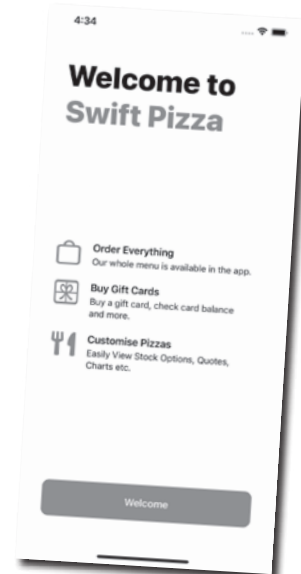 4:34
Welcome to
Swift Pizza
Order Everything
Our whole menu is available in the app.
Buy Gift Cards
Buy a gift card, check card balance
and more.
Customise Pizzas
Easily View Stock Options, Quotes,
Charts etc.
Welcome